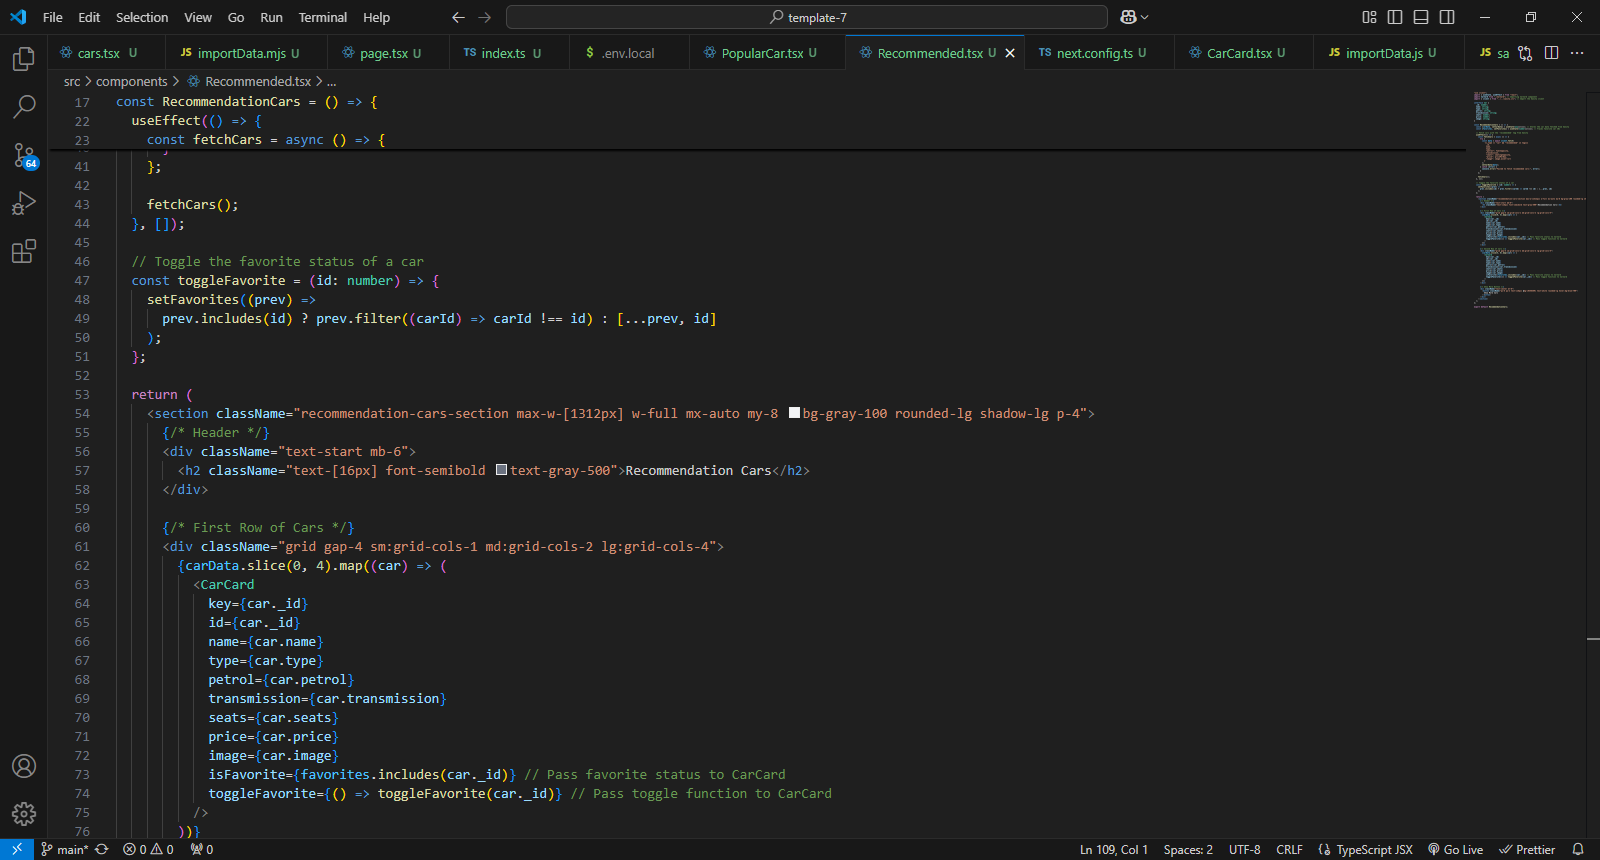 File Edit Selection View Go Run Terminal Help template-7
cars.tsx U JS importData.mjs U page.tsx U TS index.ts U $ .env.local PopularCar.tsx U Recommended.tsx U TS next.config.ts U CarCard.tsx U JS importData.js U JS sa
src > components > Recommended.tsx > ...
17 const RecommendationCars = () => {
22 useEffect(() => {
23 const fetchCars = async () => {
41 };
42
43 fetchCars();
44 }, []);
45
46 // Toggle the favorite status of a car
47 const toggleFavorite = (id: number) => {
48 setFavorites((prev) =>
49 prev.includes(id) ? prev.filter((carId) => carId !== id) : [...prev, id]
50 );
51 };
52
53 return (
54 <section className="recommendation-cars-section max-w-[1312px] w-full mx-auto my-8 bg-gray-100 rounded-lg shadow-lg p-4">
55 {/* Header */}
56 <div className="text-start mb-6">
57 <h2 className="text-[16px] font-semibold text-gray-500">Recommendation Cars</h2>
58 </div>
59
60 {/* First Row of Cars */}
61 <div className="grid gap-4 sm:grid-cols-1 md:grid-cols-2 lg:grid-cols-4">
62 {carData.slice(0, 4).map((car) => (
63 <CarCard
64 key={car._id}
65 id={car._id}
66 name={car.name}
67 type={car.type}
68 petrol={car.petrol}
69 transmission={car.transmission}
70 seats={car.seats}
71 price={car.price}
72 image={car.image}
73 isFavorite={favorites.includes(car._id)} // Pass favorite status to CarCard
74 toggleFavorite={() => toggleFavorite(car._id)} // Pass toggle function to CarCard
75 />
76 ))}
64
main* 0 0 0 Ln 109, Col 1 Spaces: 2 UTF-8 CRLF {} TypeScript JSX Go Live Prettier